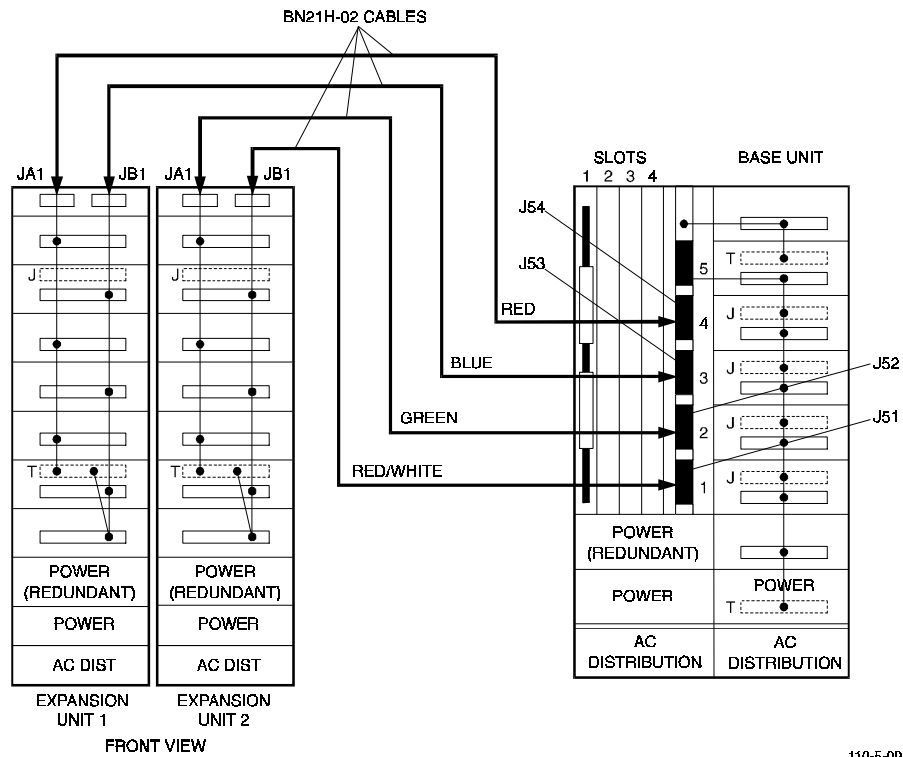 BN21H-02 CABLES
SLOTS
BASE UNIT
1 2 3 4
JA1
JB1
JA1
JB1
J54
J53
J
J
5
T
RED
4
J
BLUE
3
J
J52
GREEN
2
J
J51
T
T
RED/WHITE
1
J
POWER
(REDUNDANT)
POWER
(REDUNDANT)
POWER
(REDUNDANT)
POWER
POWER
T
POWER
POWER
AC DIST
AC DIST
AC
DISTRIBUTION
AC
DISTRIBUTION
EXPANSION
UNIT 1
EXPANSION
UNIT 2
FRONT VIEW